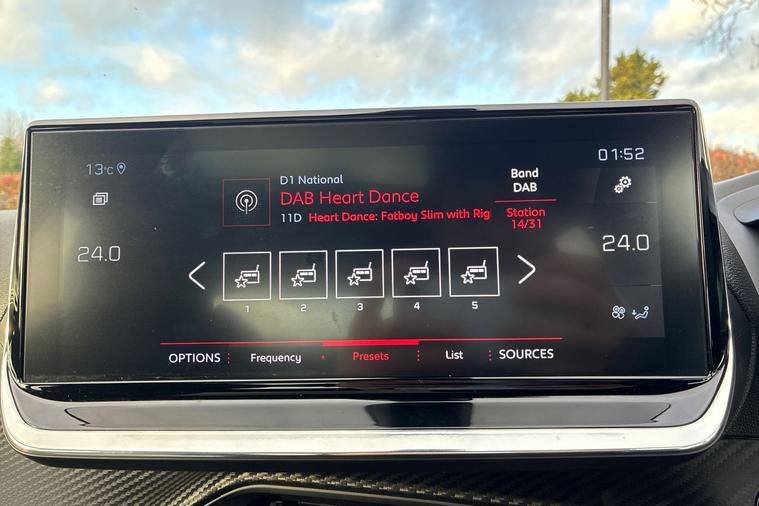 13°C
01:52
D1 National
DAB Heart Dance
11D Heart Dance: Fatboy Slim with Rig
Band
DAB
Station
14/31
24.0
24.0
1 2 3 4 5
OPTIONS Frequency Presets List SOURCES